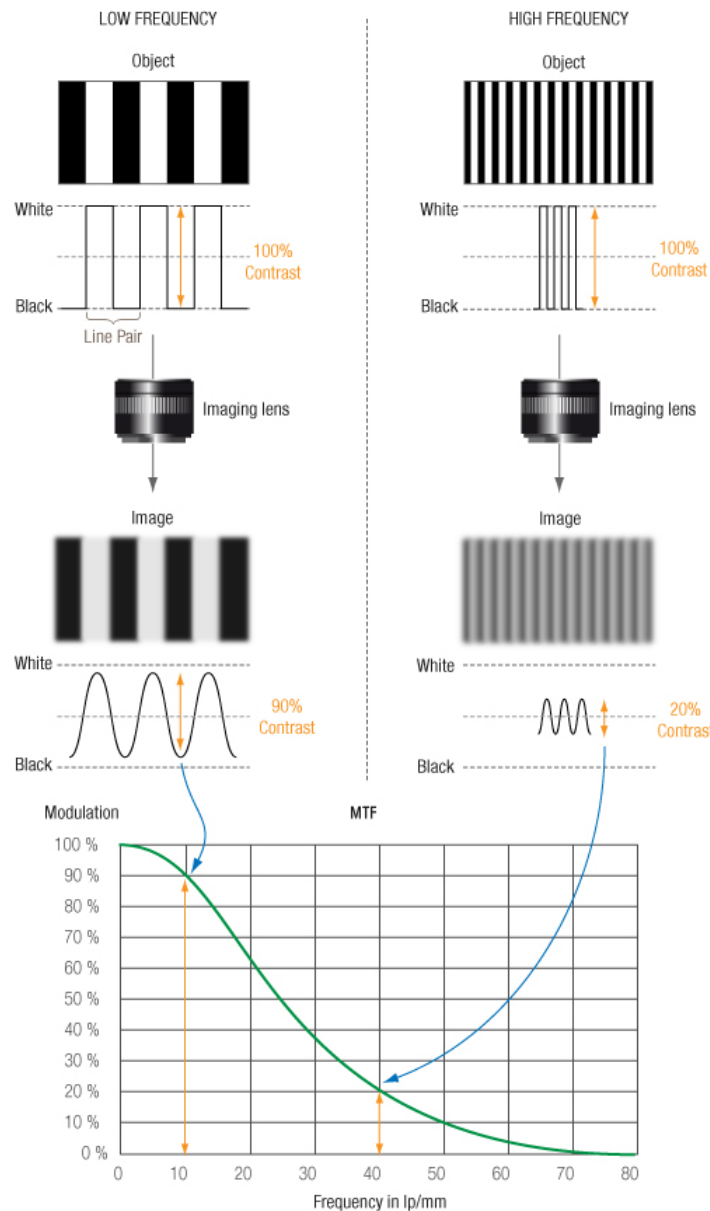 LOW FREQUENCY
Object
White
100%
Contrast
Black
Line Pair
Imaging lens
Image
White
90%
Contrast
Black
HIGH FREQUENCY
Object
White
100%
Contrast
Black
Imaging lens
Image
White
20%
Contrast
Black
Modulation
MTF
100 %
90 %
80 %
70 %
60 %
50 %
40 %
30 %
20 %
10 %
0 %
0 10 20 30 40 50 60 70 80
Frequency in lp/mm